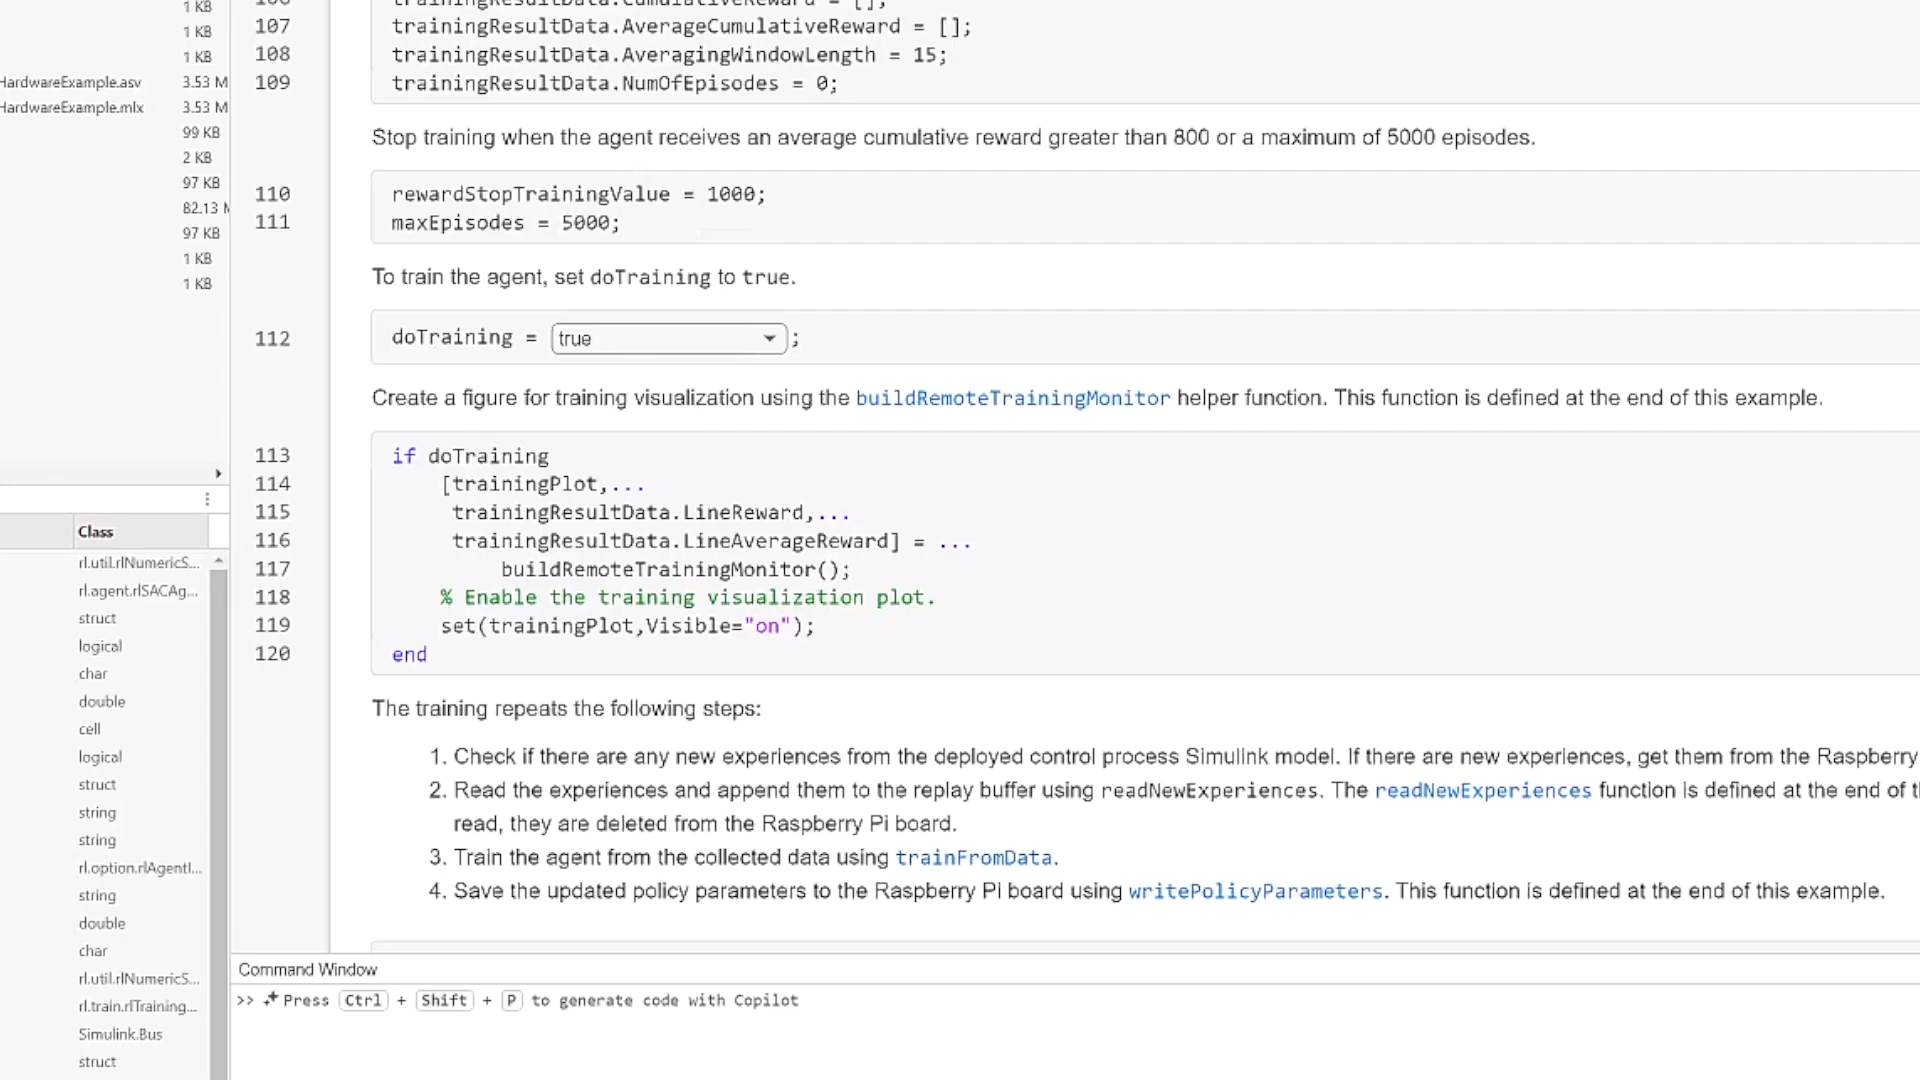 1 KB
trainingResultData.CumulativeReward = [];
107 trainingResultData.AverageCumulativeReward = [];
1 KB
108 trainingResultData.AveragingWindowLength = 15;
1 KB
109 trainingResultData.NumOfEpisodes = 0;
HardwareExample.asv 3.53 M
HardwareExample.mlx 3.53 M
99 KB
2 KB
97 KB
82.13 M
97 KB
1 KB
1 KB
Stop training when the agent receives an average cumulative reward greater than 800 or a maximum of 5000 episodes.
110 rewardStopTrainingValue = 1000;
111 maxEpisodes = 5000;
To train the agent, set doTraining to true.
112 doTraining = true ;
Create a figure for training visualization using the buildRemoteTrainingMonitor helper function. This function is defined at the end of this example.
113 if doTraining
114 [trainingPlot,...
115 trainingResultData.LineReward,...
116 trainingResultData.LineAverageReward] = ...
117 buildRemoteTrainingMonitor();
118 % Enable the training visualization plot.
119 set(trainingPlot,Visible="on");
120 end
The training repeats the following steps:
1. Check if there are any new experiences from the deployed control process Simulink model. If there are new experiences, get them from the Raspberry
2. Read the experiences and append them to the replay buffer using readNewExperiences. The readNewExperiences function is defined at the end of
read, they are deleted from the Raspberry Pi board.
3. Train the agent from the collected data using trainFromData.
4. Save the updated policy parameters to the Raspberry Pi board using writePolicyParameters. This function is defined at the end of this example.
Class
rl.util.rlNumericS...
rl.agent.rlSACAg...
struct
logical
char
double
cell
logical
struct
string
string
rl.option.rlAgentI...
string
double
char
rl.util.rlNumericS...
rl.train.rlTraining...
Simulink.Bus
struct
Command Window
>> Press Ctrl + Shift + P to generate code with Copilot